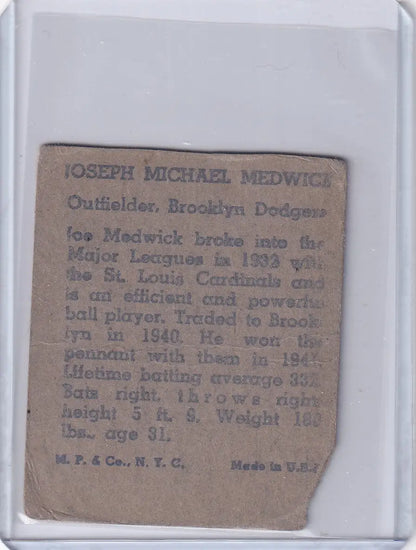 JOSEPH MICHAEL MEDWICK
Outfielder, Brooklyn Dodgers
Joe Medwick broke into the
Major Leagues in 1932 with
the St. Louis Cardinals and
is an efficient and powerful
ball player. Traded to Brook-
lyn in 1940. He won the
pennant with them in 1941.
Lifetime batting average 332.
Bats right, throws right
height 5 ft. 9. Weight
lbs., age 31.
M. P. & Co., N. Y. C. Made in U.S.A.